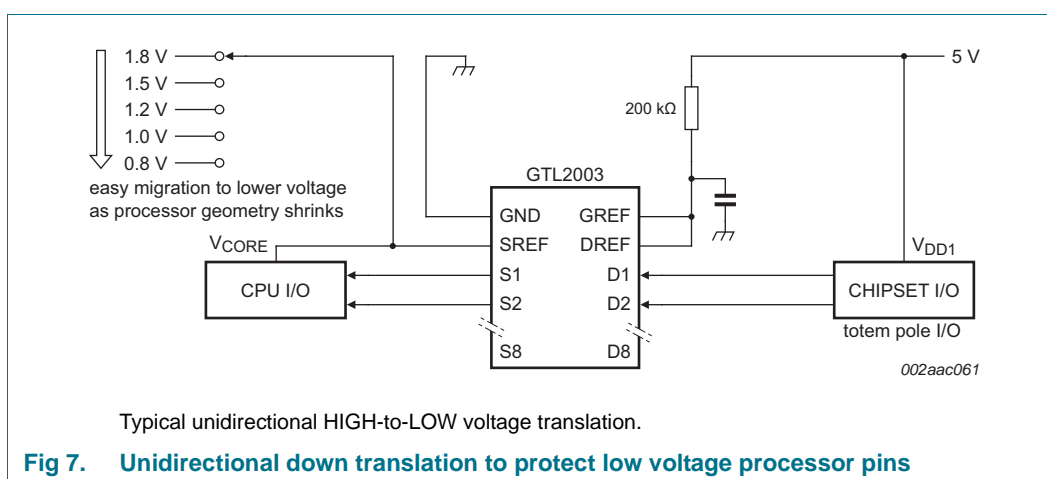 1.8 V
1.5 V
1.2 V
1.0 V
0.8 V
easy migration to lower voltage
as processor geometry shrinks
5 V
200 kΩ
GTL2003
GND GREF
SREF DREF
S1 D1
S2 D2
S8 D8
VCORE
CPU I/O
VDD1
CHIPSET I/O
totem pole I/O
002aac061
Typical unidirectional HIGH-to-LOW voltage translation.
Fig 7. Unidirectional down translation to protect low voltage processor pins